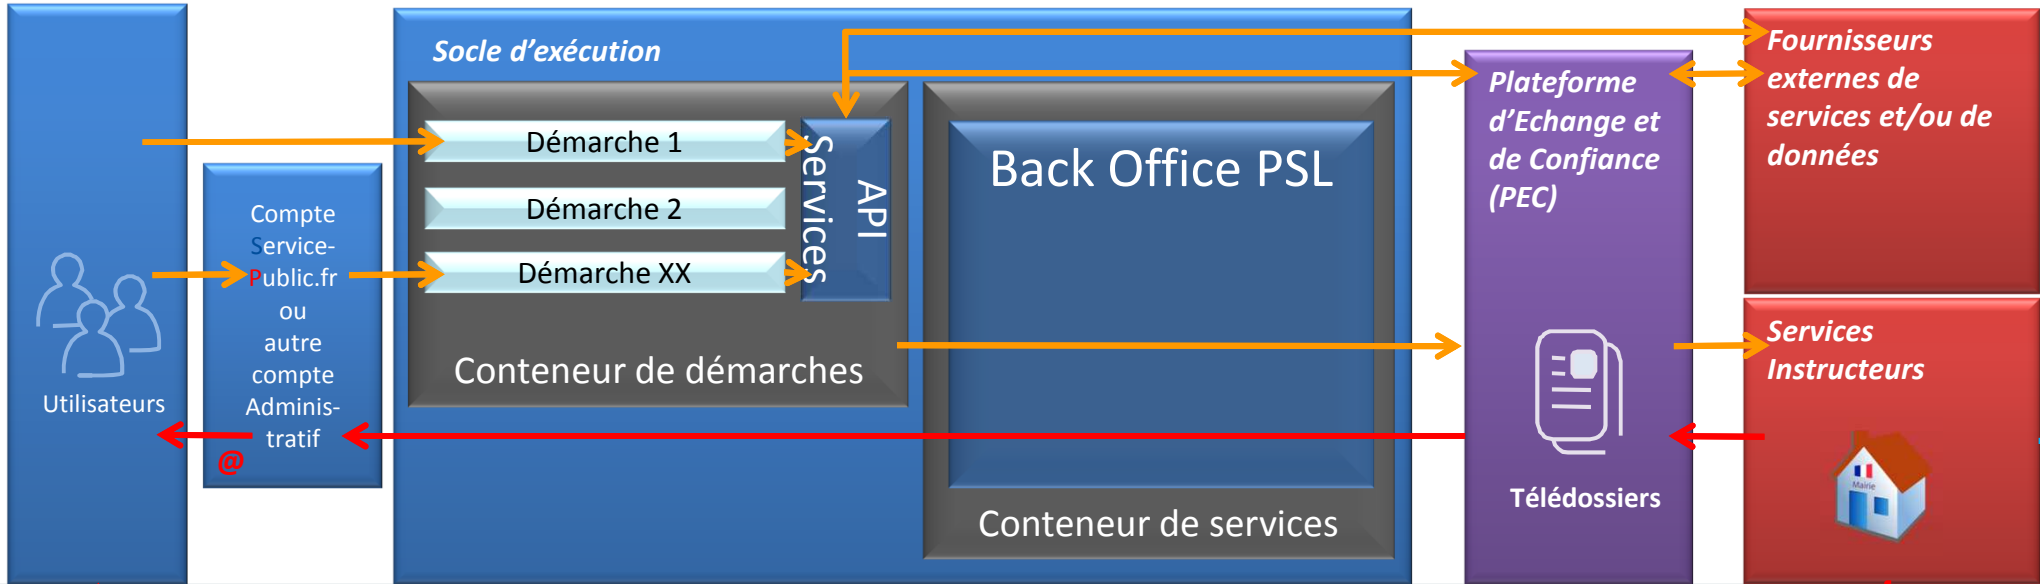 Utilisateurs
Compte
Service-
Public.fr
ou
autre
compte
Adminis-
tratif
@
Socle d'exécution
Démarche 1
Démarche 2
Démarche XX
API
Services
Conteneur de démarches
Back Office PSL
Conteneur de services
Plateforme
d'Echange et
de Confiance
(PEC)
Télédossiers
Fournisseurs
externes de
services et/ou de
données
Services
Instructeurs
Mairie